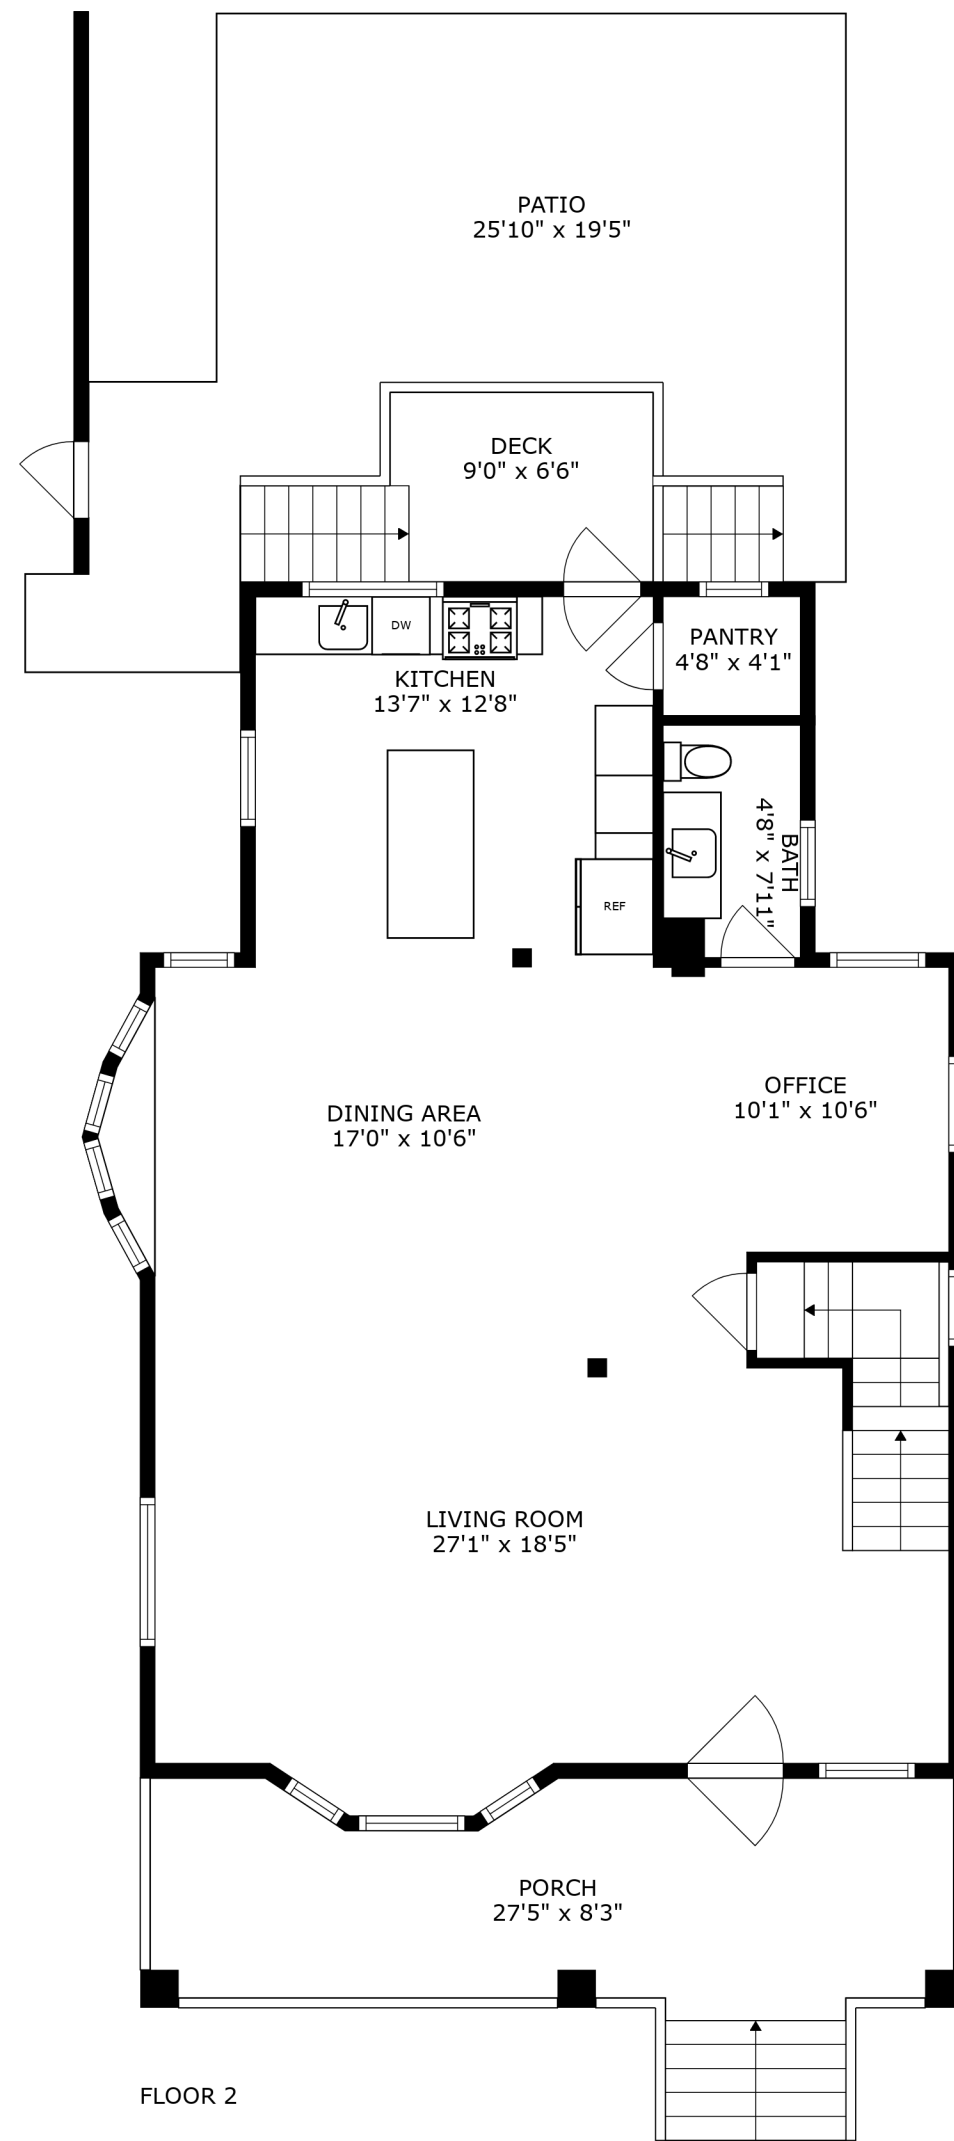 PATIO
25'10" x 19'5"
DECK
9'0" x 6'6"
DW
PANTRY
4'8" x 4'1"
KITCHEN
13'7" x 12'8"
BATH
4'8" x 7'11"
REF
OFFICE
10'1" x 10'6"
DINING AREA
17'0" x 10'6"
LIVING ROOM
27'1" x 18'5"
PORCH
27'5" x 8'3"
FLOOR 2